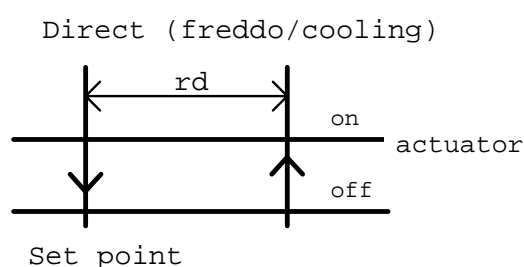 Direct (freddo/cooling)
rd
on
actuator
off
Set point